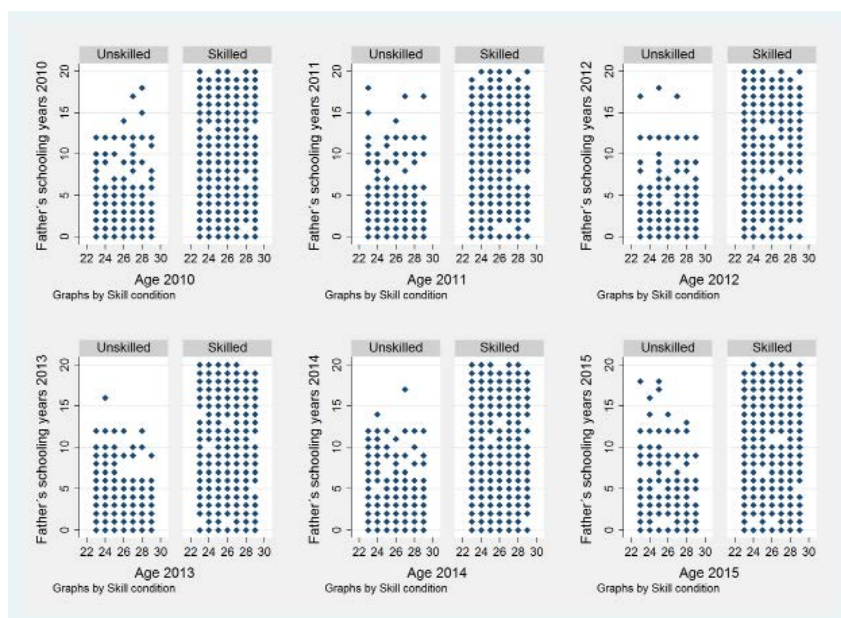 Unskilled Skilled
Father´s schooling years 2010
20
15
10
5
0
22 24 26 28 30 22 24 26 28 30
Age 2010
Graphs by Skill condition
Unskilled Skilled
Father´s schooling years 2011
20
15
10
5
0
22 24 26 28 30 22 24 26 28 30
Age 2011
Graphs by Skill condition
Unskilled Skilled
Father´s schooling years 2012
20
15
10
5
0
22 24 26 28 30 22 24 26 28 30
Age 2012
Graphs by Skill condition
Unskilled Skilled
Father´s schooling years 2013
20
15
10
5
0
22 24 26 28 30 22 24 26 28 30
Age 2013
Graphs by Skill condition
Unskilled Skilled
Father´s schooling years 2014
20
15
10
5
0
22 24 26 28 30 22 24 26 28 30
Age 2014
Graphs by Skill condition
Unskilled Skilled
Father´s schooling years 2015
20
15
10
5
0
22 24 26 28 30 22 24 26 28 30
Age 2015
Graphs by Skill condition